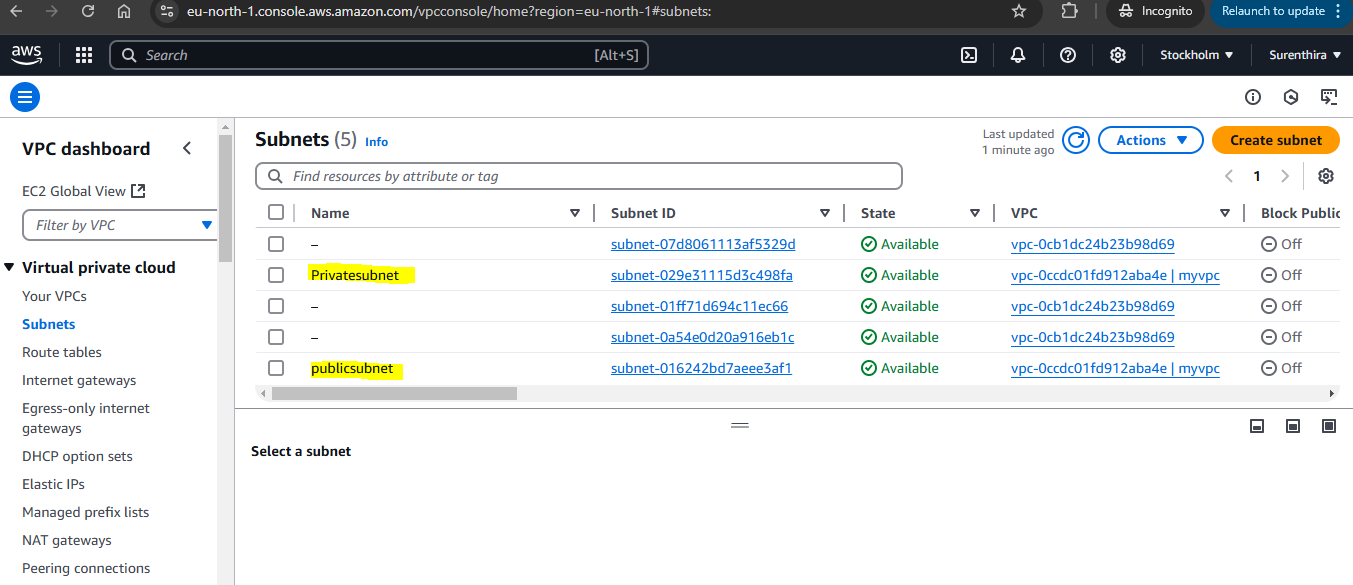 eu-north-1.console.aws.amazon.com/vpcconsole/home?region=eu-north-1#subnets:
Incognito
Relaunch to update
aws
Search
[Alt+S]
Stockholm
Surenthira
VPC dashboard
EC2 Global View
Filter by VPC
Virtual private cloud
Your VPCs
Subnets
Route tables
Internet gateways
Egress-only internet
gateways
DHCP option sets
Elastic IPs
Managed prefix lists
NAT gateways
Peering connections
Subnets (5) Info
Last updated
1 minute ago
Actions
Create subnet
Find resources by attribute or tag
1
Name Subnet ID State VPC Block Public
– subnet-07d8061113af5329d Available vpc-0cb1dc24b23b98d69 Off
Privatesubnet subnet-029e31115d3c498fa Available vpc-0ccdc01fd912aba4e | myvpc Off
– subnet-01ff71d694c11ec66 Available vpc-0cb1dc24b23b98d69 Off
– subnet-0a54e0d20a916eb1c Available vpc-0cb1dc24b23b98d69 Off
publicsubnet subnet-016242bd7aeee3af1 Available vpc-0ccdc01fd912aba4e | myvpc Off
Select a subnet